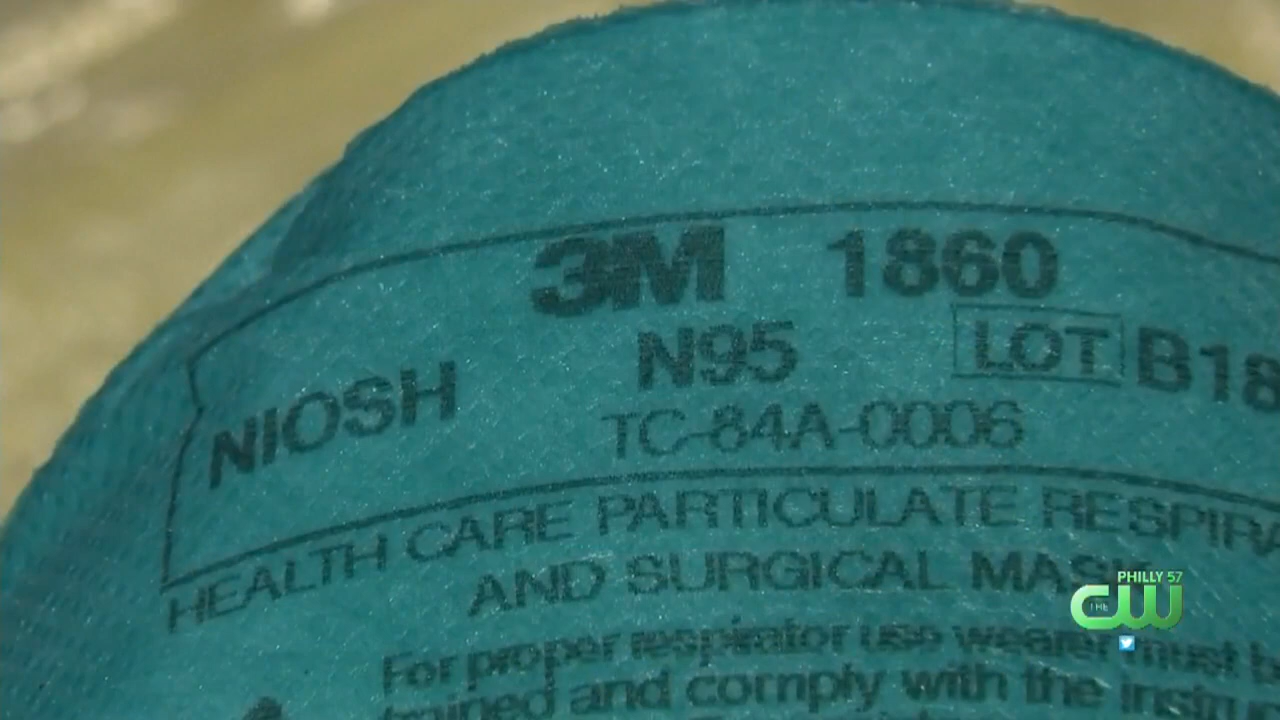 3M 1860
NIOSH N95 LOT B18
TC-84A-0006
HEALTH CARE PARTICULATE RESPIRA
AND SURGICAL MAS
For proper respirator use wearer must b
trained and comply with the instruc
PHILLY 57
THE CW